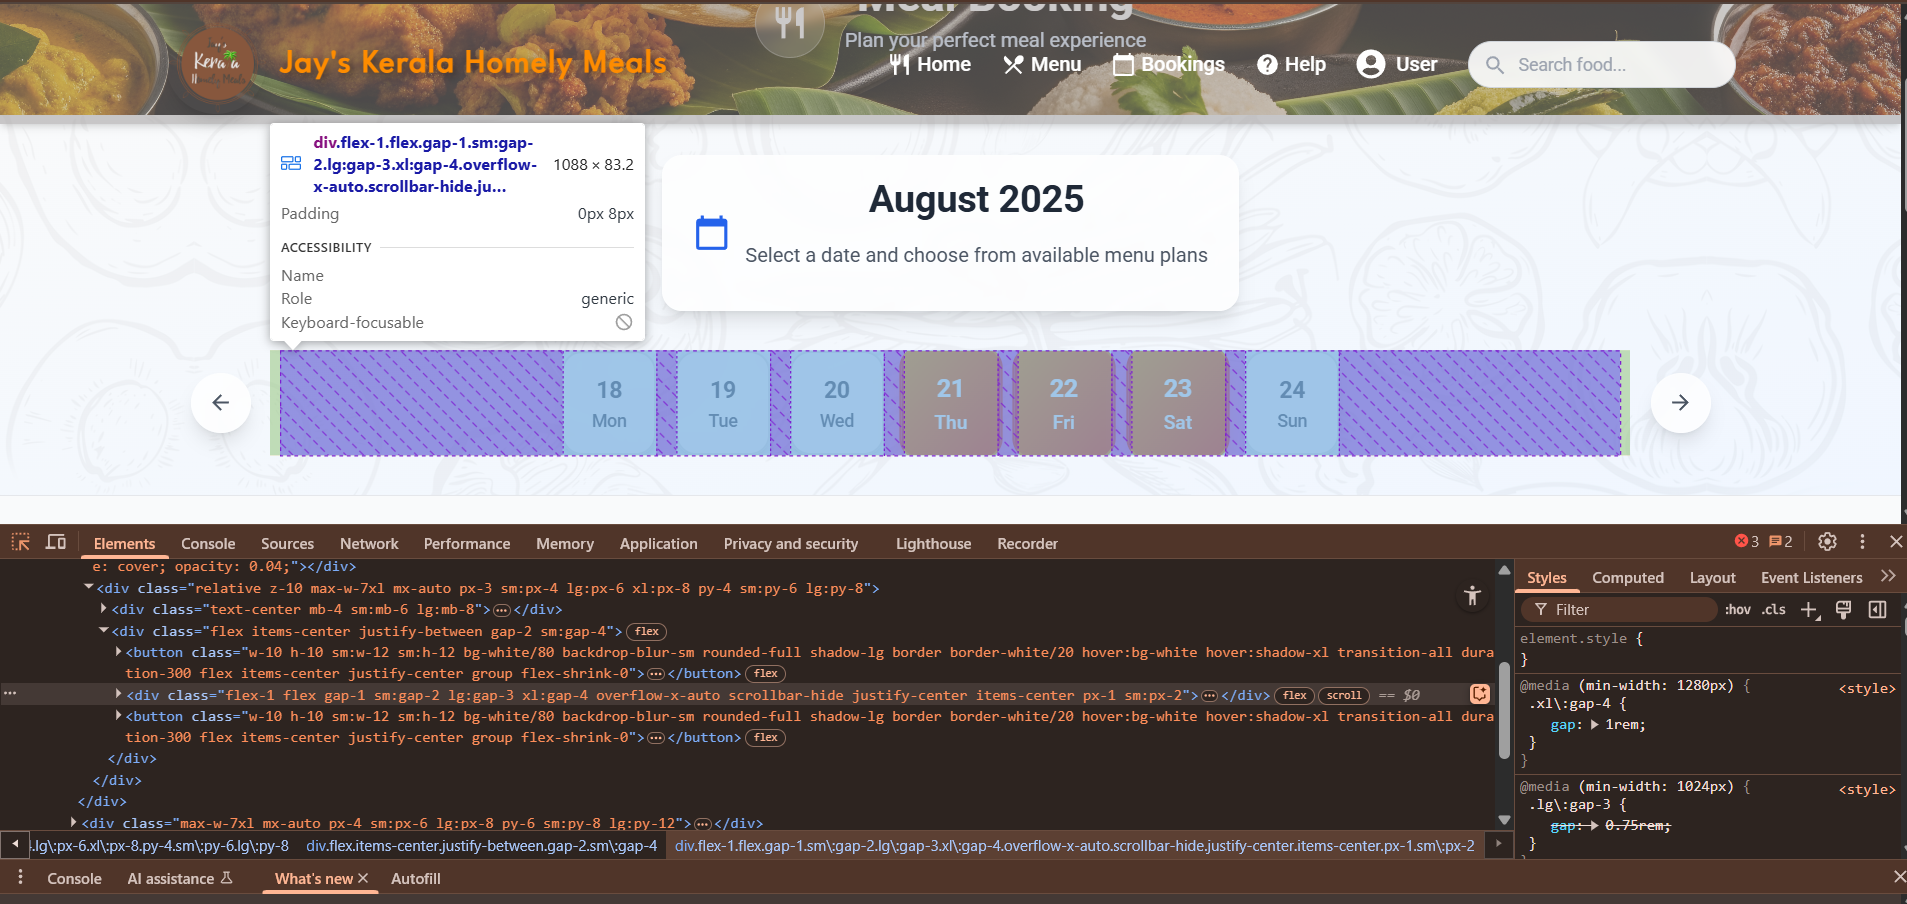 Meal Booking
Plan your perfect meal experience
Kerala
Homely Meals
Jay's Kerala Homely Meals
Home
Menu
Bookings
Help
User
Search food...
div.flex-1.flex.gap-1.sm:gap-
2.lg:gap-3.xl:gap-4.overflow-
x-auto.scrollbar-hide.ju...
1088 × 83.2
Padding
0px 8px
ACCESSIBILITY
Name
Role
generic
Keyboard-focusable
August 2025
Select a date and choose from available menu plans
18
Mon
19
Tue
20
Wed
21
Thu
22
Fri
23
Sat
24
Sun
Elements
Console
Sources
Network
Performance
Memory
Application
Privacy and security
Lighthouse
Recorder
3
2
e: cover; opacity: 0.04;"></div>
<div class="relative z-10 max-w-7xl mx-auto px-3 sm:px-4 lg:px-6 xl:px-8 py-4 sm:py-6 lg:py-8">
<div class="text-center mb-4 sm:mb-6 lg:mb-8"> </div>
<div class="flex items-center justify-between gap-2 sm:gap-4"> flex
<button class="w-10 h-10 sm:w-12 sm:h-12 bg-white/80 backdrop-blur-sm rounded-full shadow-lg border border-white/20 hover:bg-white hover:shadow-xl transition-all dura
tion-300 flex items-center justify-center group flex-shrink-0"> </button> flex
<div class="flex-1 flex gap-1 sm:gap-2 lg:gap-3 xl:gap-4 overflow-x-auto scrollbar-hide justify-center items-center px-1 sm:px-2"> </div> flex scroll == $0
<button class="w-10 h-10 sm:w-12 sm:h-12 bg-white/80 backdrop-blur-sm rounded-full shadow-lg border border-white/20 hover:bg-white hover:shadow-xl transition-all dura
tion-300 flex items-center justify-center group flex-shrink-0"> </button> flex
</div>
</div>
</div>
<div class="max-w-7xl mx-auto px-4 sm:px-6 lg:px-8 py-6 sm:py-8 lg:py-12"> </div>
.lg\:px-6.xl\:px-8.py-4.sm\:py-6.lg\:py-8
div.flex.items-center.justify-between.gap-2.sm\:gap-4
div.flex-1.flex.gap-1.sm\:gap-2.lg\:gap-3.xl\:gap-4.overflow-x-auto.scrollbar-hide.justify-center.items-center.px-1.sm\:px-2
Styles
Computed
Layout
Event Listeners
Filter
:hov
.cls
element.style {
}
@media (min-width: 1280px) {
<style>
.xl\:gap-4 {
gap: 1rem;
}
}
@media (min-width: 1024px) {
<style>
.lg\:gap-3 {
gap: 0.75rem;
}
Console
AI assistance
What's new
Autofill